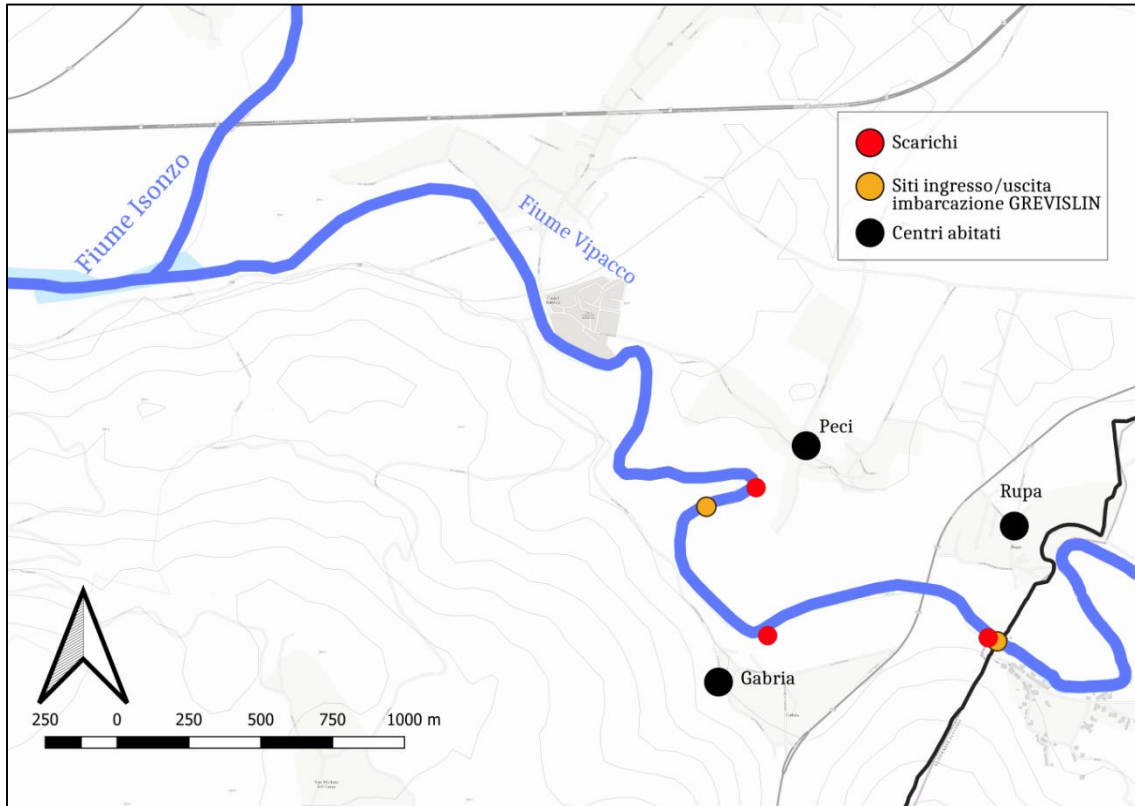 Fiume Isonzo
Fiume Vipacco
Scarichi
Siti ingresso/uscita
imbarcazione GREVISLIN
Centri abitati
Peci
Rupa
Gabria
250 0 250 500 750 1000 m